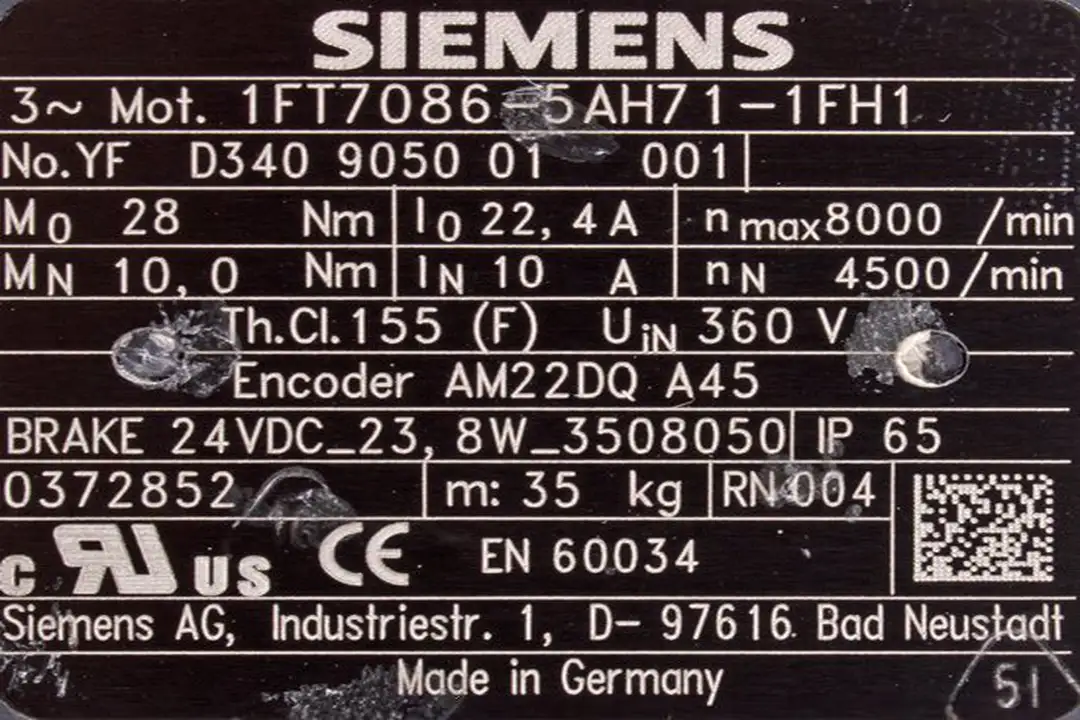 SIEMENS
3~ Mot. 1FT7086-5AH71-1FH1
No.YF D340 9050 01 001
M0 28 Nm I0 22,4 A n max 8000 /min
MN 10,0 Nm IN 10 A nN 4500/min
Th.Cl.155 (F) UiN 360 V
Encoder AM22DQ A45
BRAKE 24VDC_23,8W_3508050 IP 65
0372852 m: 35 kg RN 004
c RU US CE EN 60034
Siemens AG, Industriestr. 1, D- 97616 Bad Neustadt
Made in Germany
51